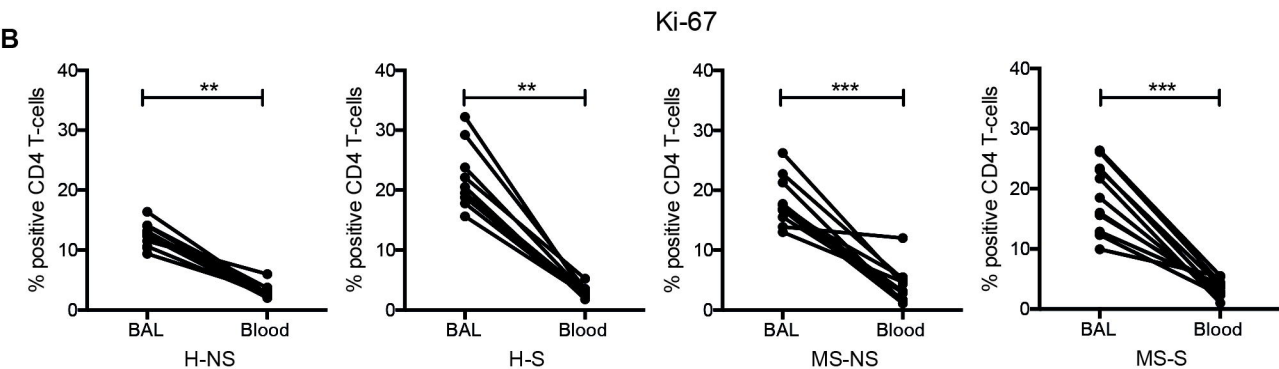 Ki-67
B
% positive CD4 T-cells
40
30
20
10
0
**
BAL
Blood
H-NS
% positive CD4 T-cells
40
30
20
10
0
**
BAL
Blood
H-S
% positive CD4 T-cells
40
30
20
10
0
***
BAL
Blood
MS-NS
% positive CD4 T-cells
40
30
20
10
0
***
BAL
Blood
MS-S